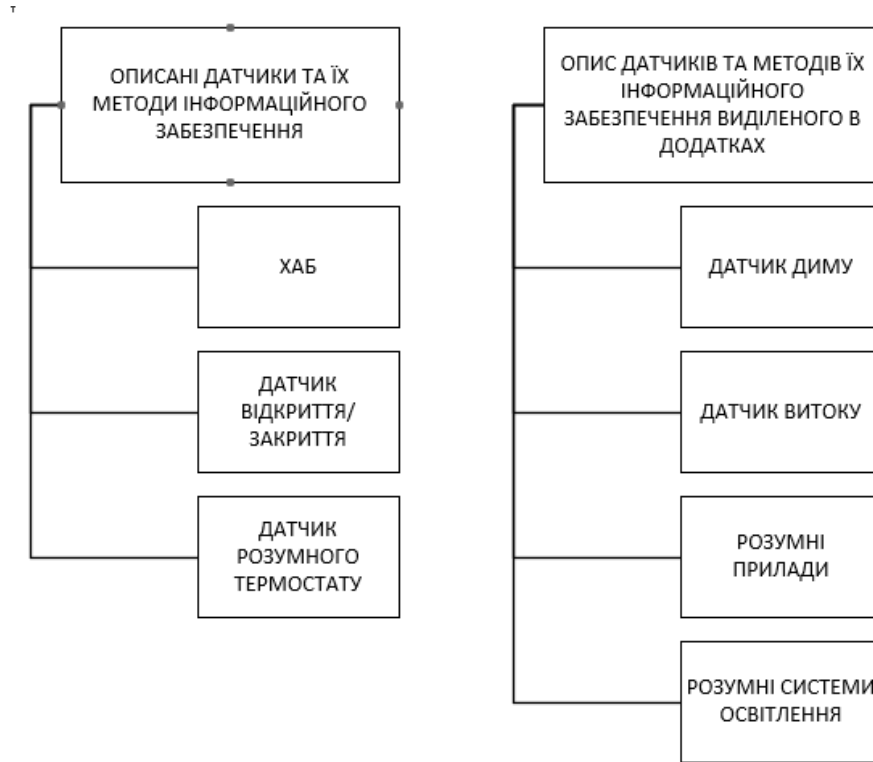 т
ОПИСАНІ ДАТЧИКИ ТА ЇХ
МЕТОДИ ІНФОРМАЦІЙНОГО
ЗАБЕЗПЕЧЕННЯ
ХАБ
ДАТЧИК
ВІДКРИТТЯ/
ЗАКРИТТЯ
ДАТЧИК
РОЗУМНОГО
ТЕРМОСТАТУ
ОПИС ДАТЧИКІВ ТА МЕТОДІВ ЇХ
ІНФОРМАЦІЙНОГО
ЗАБЕЗПЕЧЕННЯ ВИДІЛЕНОГО В
ДОДАТКАХ
ДАТЧИК ДИМУ
ДАТЧИК ВИТОКУ
РОЗУМНІ
ПРИЛАДИ
РОЗУМНІ СИСТЕМИ
ОСВІТЛЕННЯ